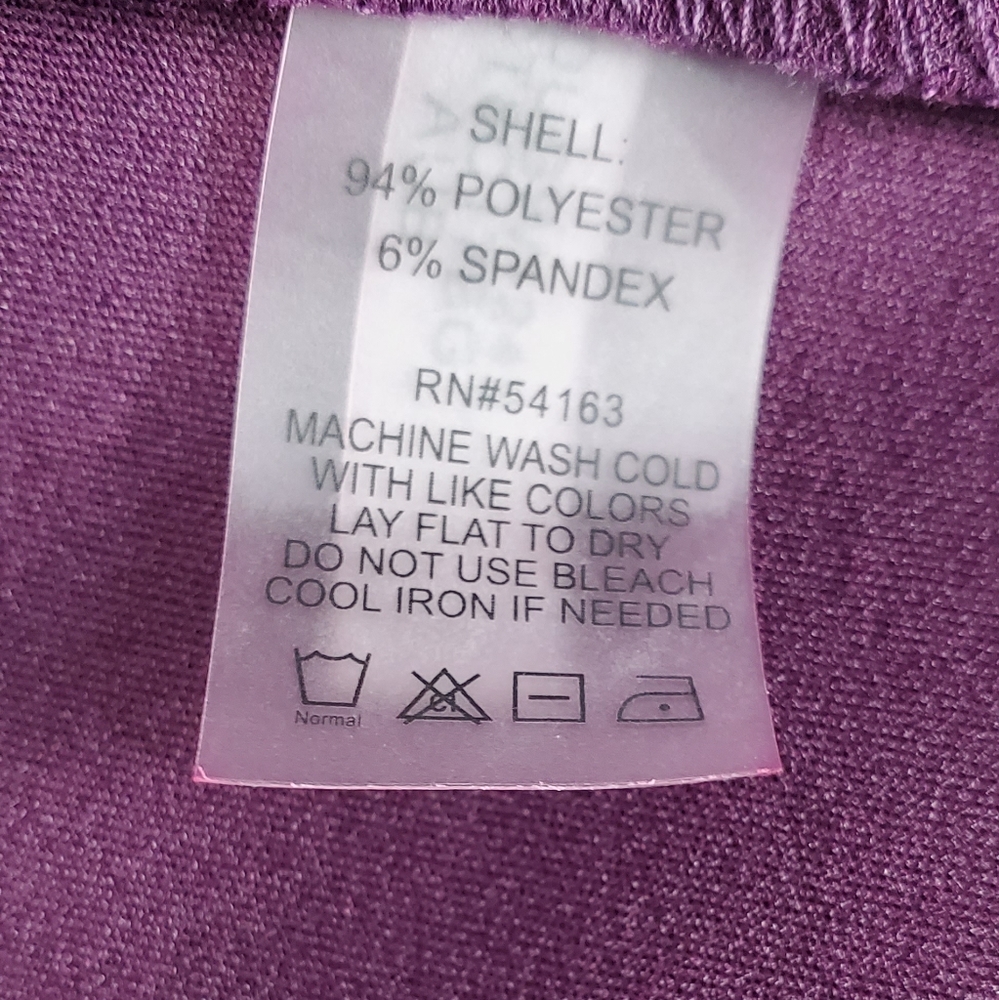 SHELL:
94% POLYESTER
6% SPANDEX
RN#54163
MACHINE WASH COLD
WITH LIKE COLORS
LAY FLAT TO DRY
DO NOT USE BLEACH
COOL IRON IF NEEDED
Normal